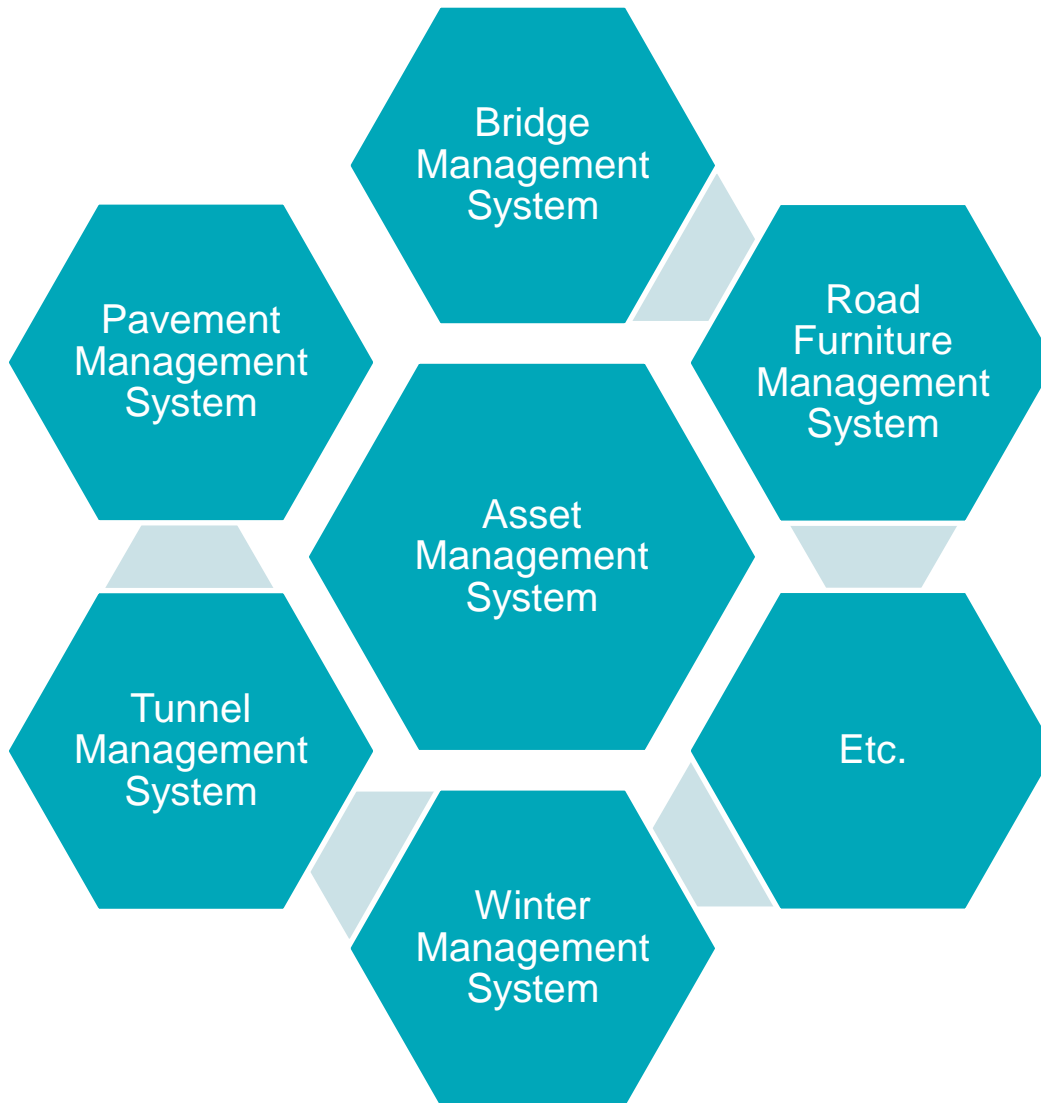 Bridge
Management
System
Pavement
Management
System
Road
Furniture
Management
System
Asset
Management
System
Tunnel
Management
System
Etc.
Winter
Management
System